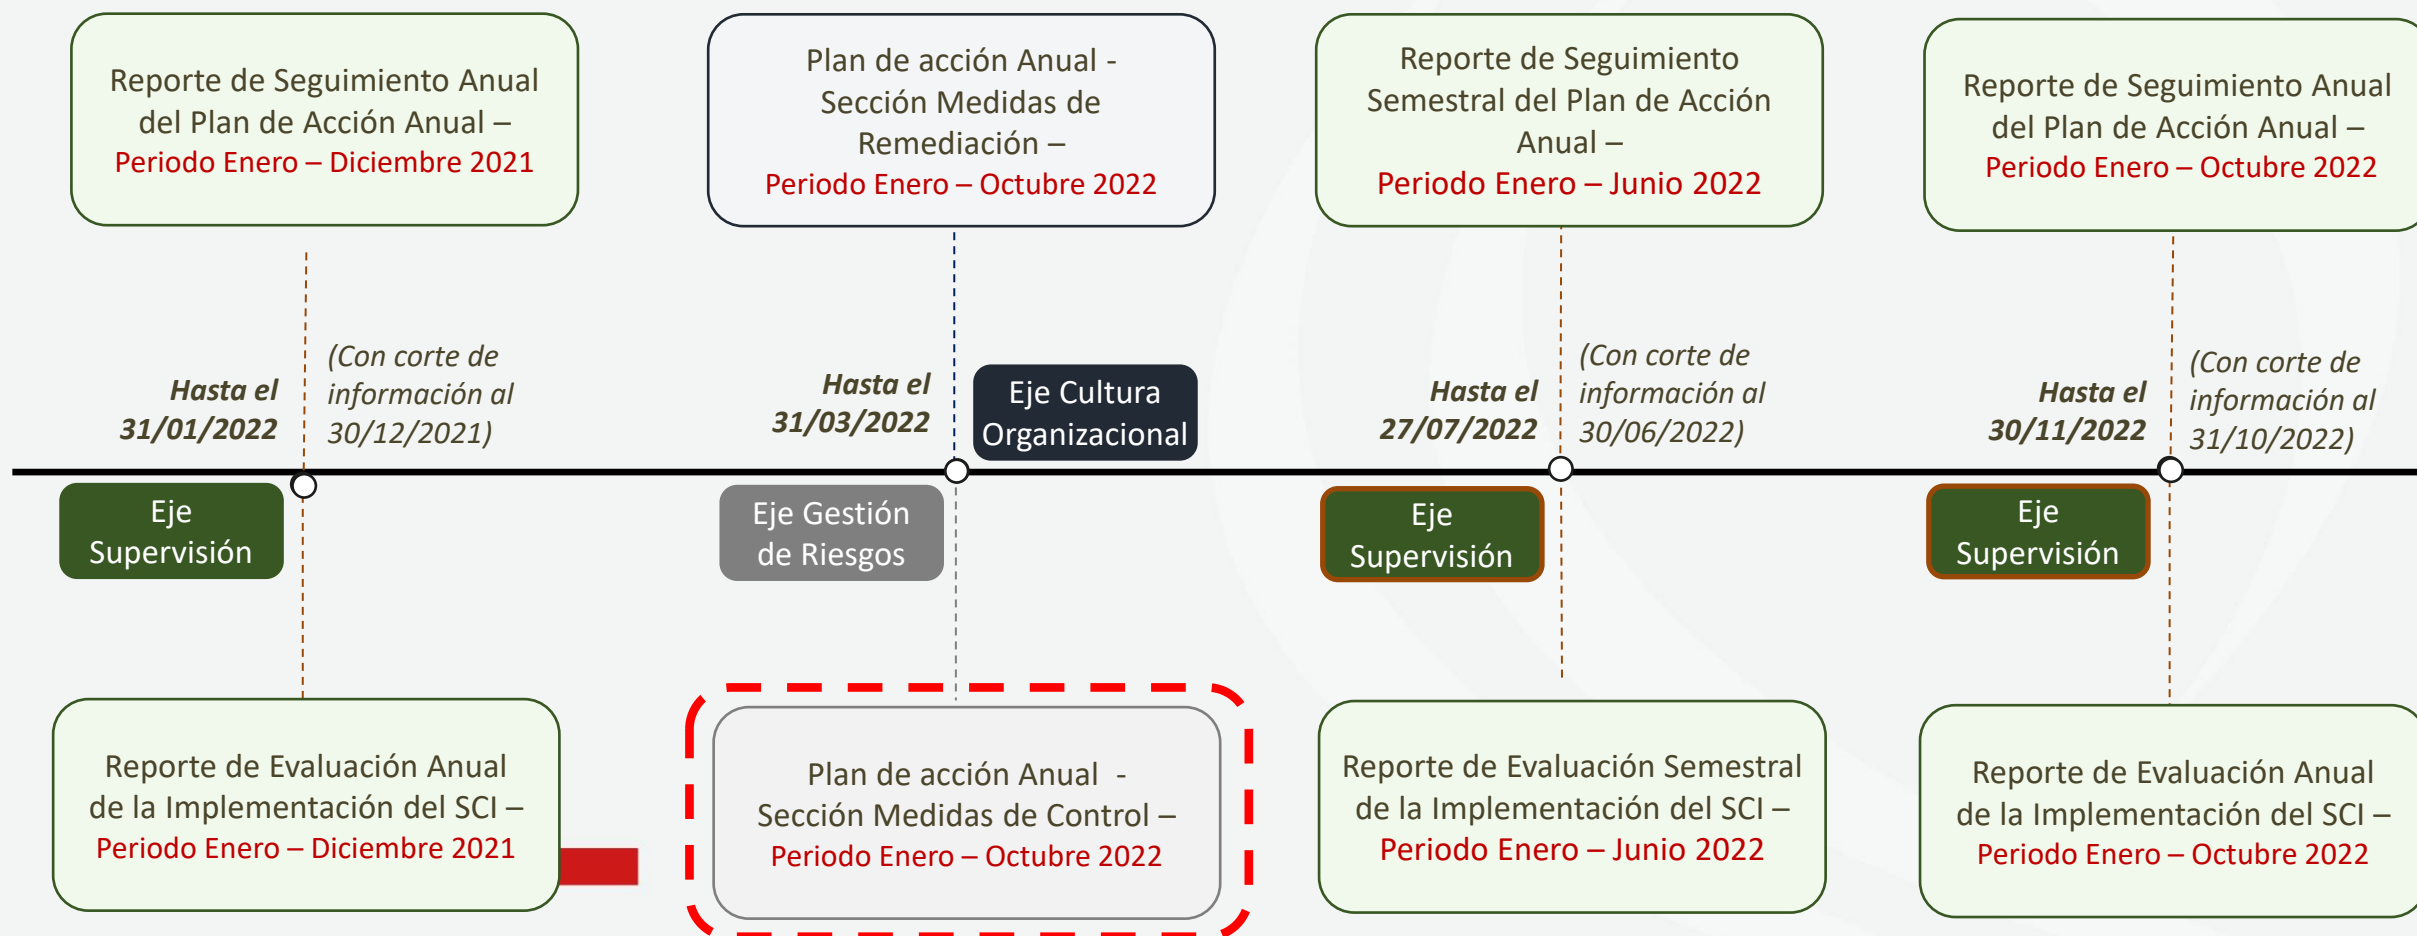 Reporte de Seguimiento Anual
del Plan de Acción Anual –
Periodo Enero – Diciembre 2021
Plan de acción Anual -
Sección Medidas de
Remediación –
Periodo Enero – Octubre 2022
Reporte de Seguimiento
Semestral del Plan de Acción
Anual –
Periodo Enero – Junio 2022
Reporte de Seguimiento Anual
del Plan de Acción Anual –
Periodo Enero – Octubre 2022
Hasta el
31/01/2022
(Con corte de
información al
30/12/2021)
Hasta el
31/03/2022
Eje Cultura
Organizacional
Hasta el
27/07/2022
(Con corte de
información al
30/06/2022)
Hasta el
30/11/2022
(Con corte de
información al
31/10/2022)
Eje
Supervisión
Eje Gestión
de Riesgos
Eje
Supervisión
Eje
Supervisión
Reporte de Evaluación Anual
de la Implementación del SCI –
Periodo Enero – Diciembre 2021
Plan de acción Anual -
Sección Medidas de Control –
Periodo Enero – Octubre 2022
Reporte de Evaluación Semestral
de la Implementación del SCI –
Periodo Enero – Junio 2022
Reporte de Evaluación Anual
de la Implementación del SCI –
Periodo Enero – Octubre 2022